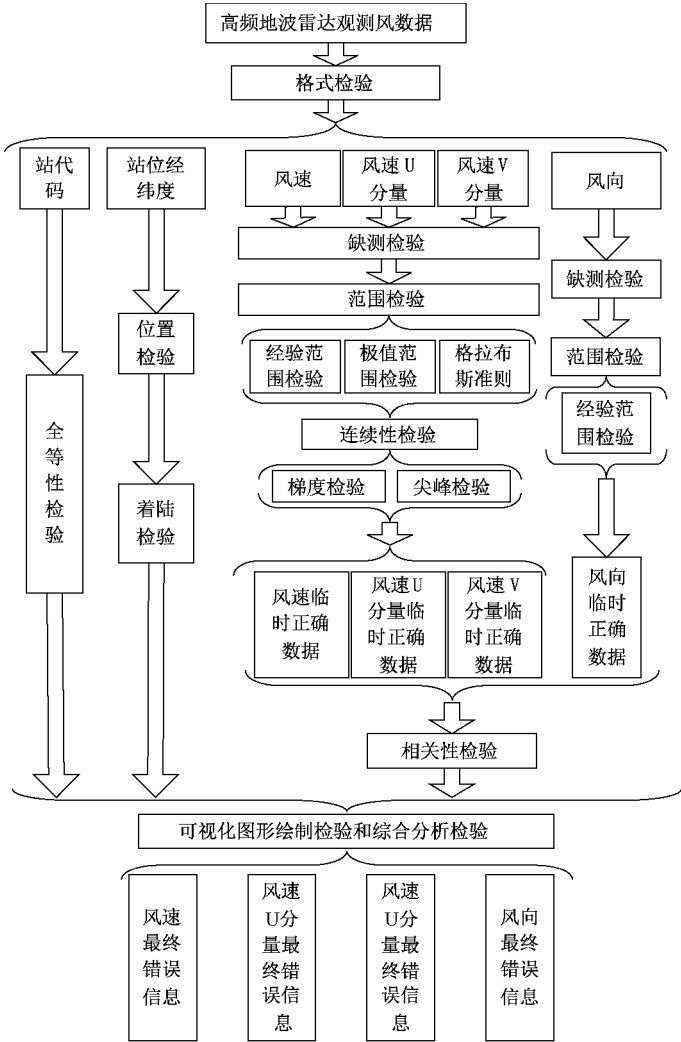 高频地波雷达观测风数据
格式检验
站代
码
站位经
纬度
风速
风速 U
分量
风速 V
分量
风向
缺测检验
缺测检验
范围检验
位置
检验
范围检验
经验范
围检验
极值范
围检验
格拉布
斯准则
全
等
性
检
验
经验范
围检验
连续性检验
梯度检验
尖峰检验
着陆
检验
风速临
时正确
数据
风速 U
分量临
时正确
数据
风速 V
分量临
时正确
数据
风向
临时
正确
数据
相关性检验
可视化图形绘制检验和综合分析检验
风速
最终
错误
信息
风速
U分
量最
终错
误信
息
风速
U分
量最
终错
误信
息
风向
最终
错误
信息